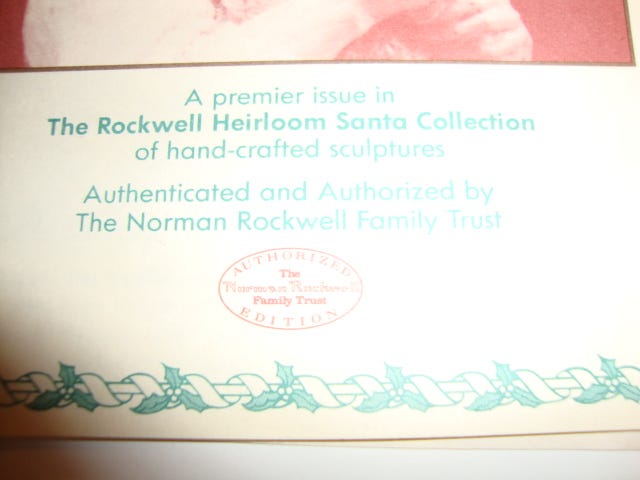 A premier issue in
The Rockwell Heirloom Santa Collection
of hand-crafted sculptures
Authenticated and Authorized by
The Norman Rockwell Family Trust
AUTHORIZED
The
Norman Rockwell
Family Trust
EDITION